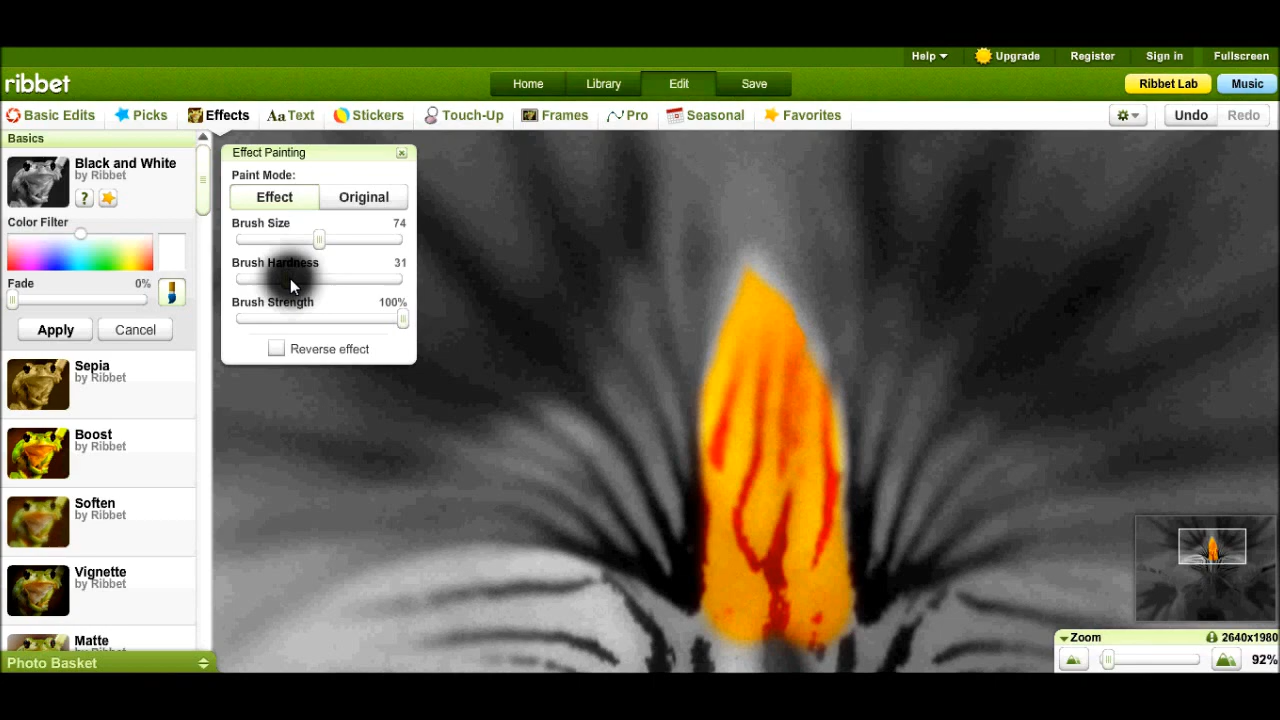 Help Upgrade Register Sign in Fullscreen
ribbet Home Library Edit Save Ribbet Lab Music
Basic Edits Picks Effects Aa Text Stickers Touch-Up Frames Pro Seasonal Favorites Undo Redo
Basics
Black and White
by Ribbet
?
Color Filter
Fade 0%
Apply Cancel
Sepia
by Ribbet
Boost
by Ribbet
Soften
by Ribbet
Vignette
by Ribbet
Matte
by Ribbet
Photo Basket
Effect Painting
Paint Mode:
Effect Original
Brush Size 74
Brush Hardness 31
Brush Strength 100%
Reverse effect
Zoom 2640x1980
92%